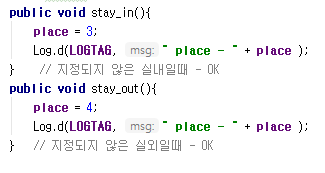 public void stay_in(){
place = 3;
Log.d(LOGTAG, msg: " place - " + place );
} // 지정되지 않은 실내일때 - OK
public void stay_out(){
place = 4;
Log.d(LOGTAG, msg: " place - " + place );
} // 지정되지 않은 실외일때 - OK